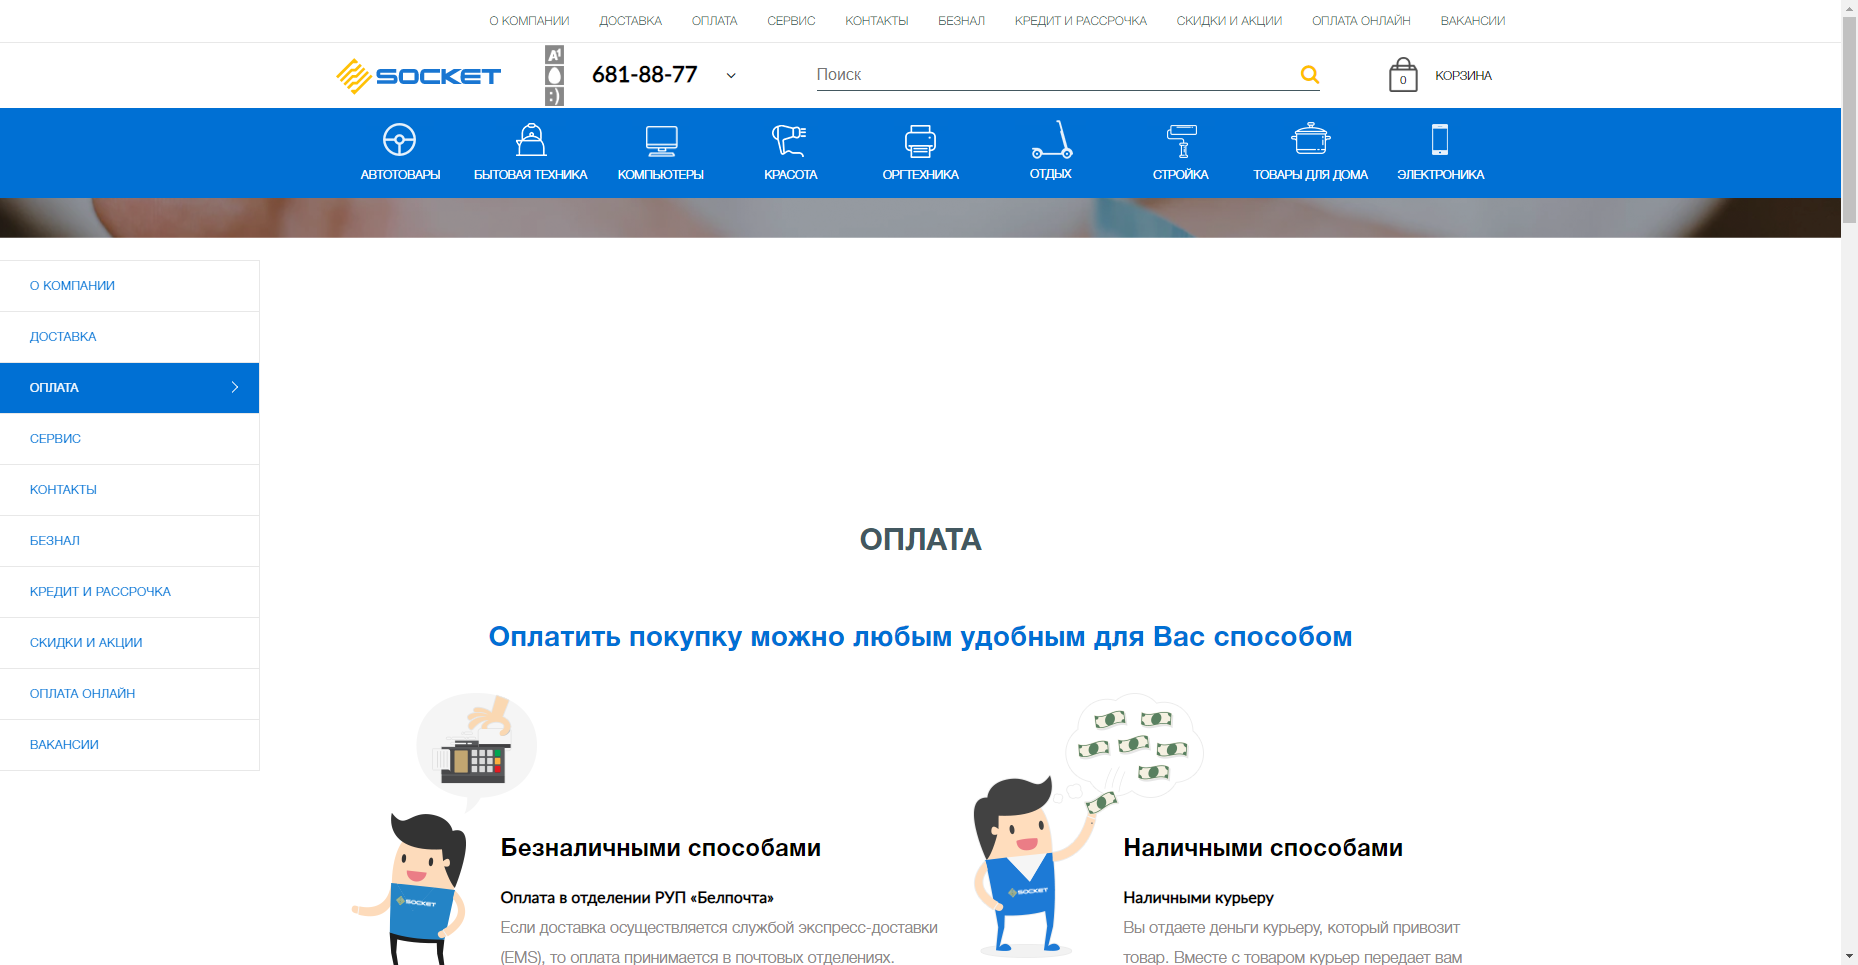 О КОМПАНИИ ДОСТАВКА ОПЛАТА СЕРВИС КОНТАКТЫ БЕЗНАЛ КРЕДИТ И РАССРОЧКА СКИДКИ И АКЦИИ ОПЛАТА ОНЛАЙН ВАКАНСИИ
SOCKET A1 :) 681-88-77 Поиск 0 КОРЗИНА
АВТОТОВАРЫ БЫТОВАЯ ТЕХНИКА КОМПЬЮТЕРЫ КРАСОТА ОРГТЕХНИКА ОТДЫХ СТРОЙКА ТОВАРЫ ДЛЯ ДОМА ЭЛЕКТРОНИКА
О КОМПАНИИ
ДОСТАВКА
ОПЛАТА
СЕРВИС
КОНТАКТЫ
БЕЗНАЛ
КРЕДИТ И РАССРОЧКА
СКИДКИ И АКЦИИ
ОПЛАТА ОНЛАЙН
ВАКАНСИИ
ОПЛАТА
Оплатить покупку можно любым удобным для Вас способом
SOCKET
Безналичными способами
Оплата в отделении РУП «Белпочта»
Если доставка осуществляется службой экспресс-доставки
(EMS), то оплата принимается в почтовых отделениях.
SOCKET
Наличными способами
Наличными курьеру
Вы отдаете деньги курьеру, который привозит
товар. Вместе с товаром курьер передает вам